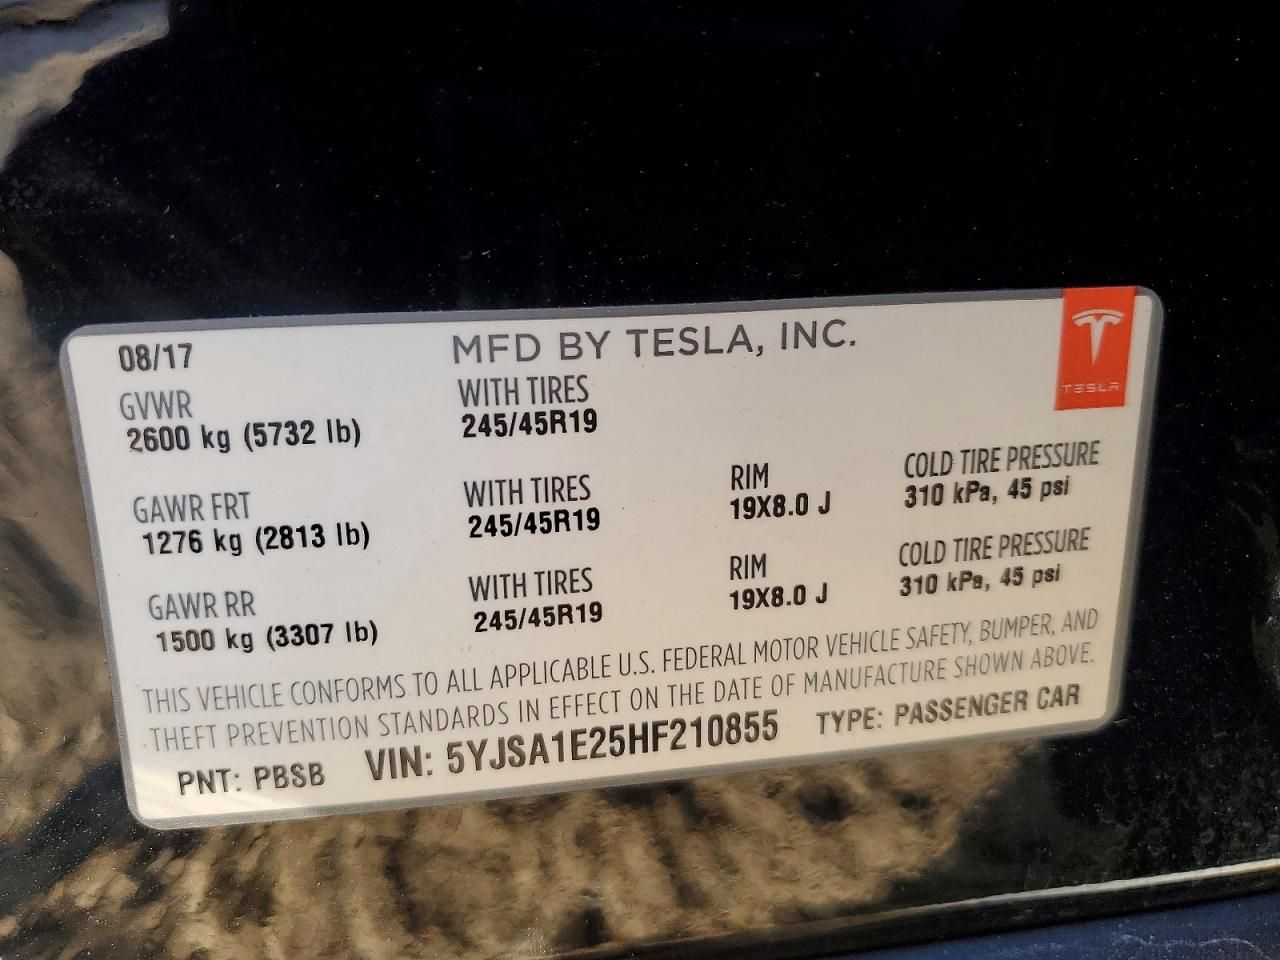 08/17 MFD BY TESLA, INC.
TESLA
GVWR WITH TIRES
2600 kg (5732 lb) 245/45R19
GAWR FRT WITH TIRES RIM COLD TIRE PRESSURE
1276 kg (2813 lb) 245/45R19 19X8.0 J 310 kPa, 45 psi
GAWR RR WITH TIRES RIM COLD TIRE PRESSURE
1500 kg (3307 lb) 245/45R19 19X8.0 J 310 kPa, 45 psi
THIS VEHICLE CONFORMS TO ALL APPLICABLE U.S. FEDERAL MOTOR VEHICLE SAFETY, BUMPER, AND
THEFT PREVENTION STANDARDS IN EFFECT ON THE DATE OF MANUFACTURE SHOWN ABOVE.
PNT: PBSB VIN: 5YJSA1E25HF210855 TYPE: PASSENGER CAR